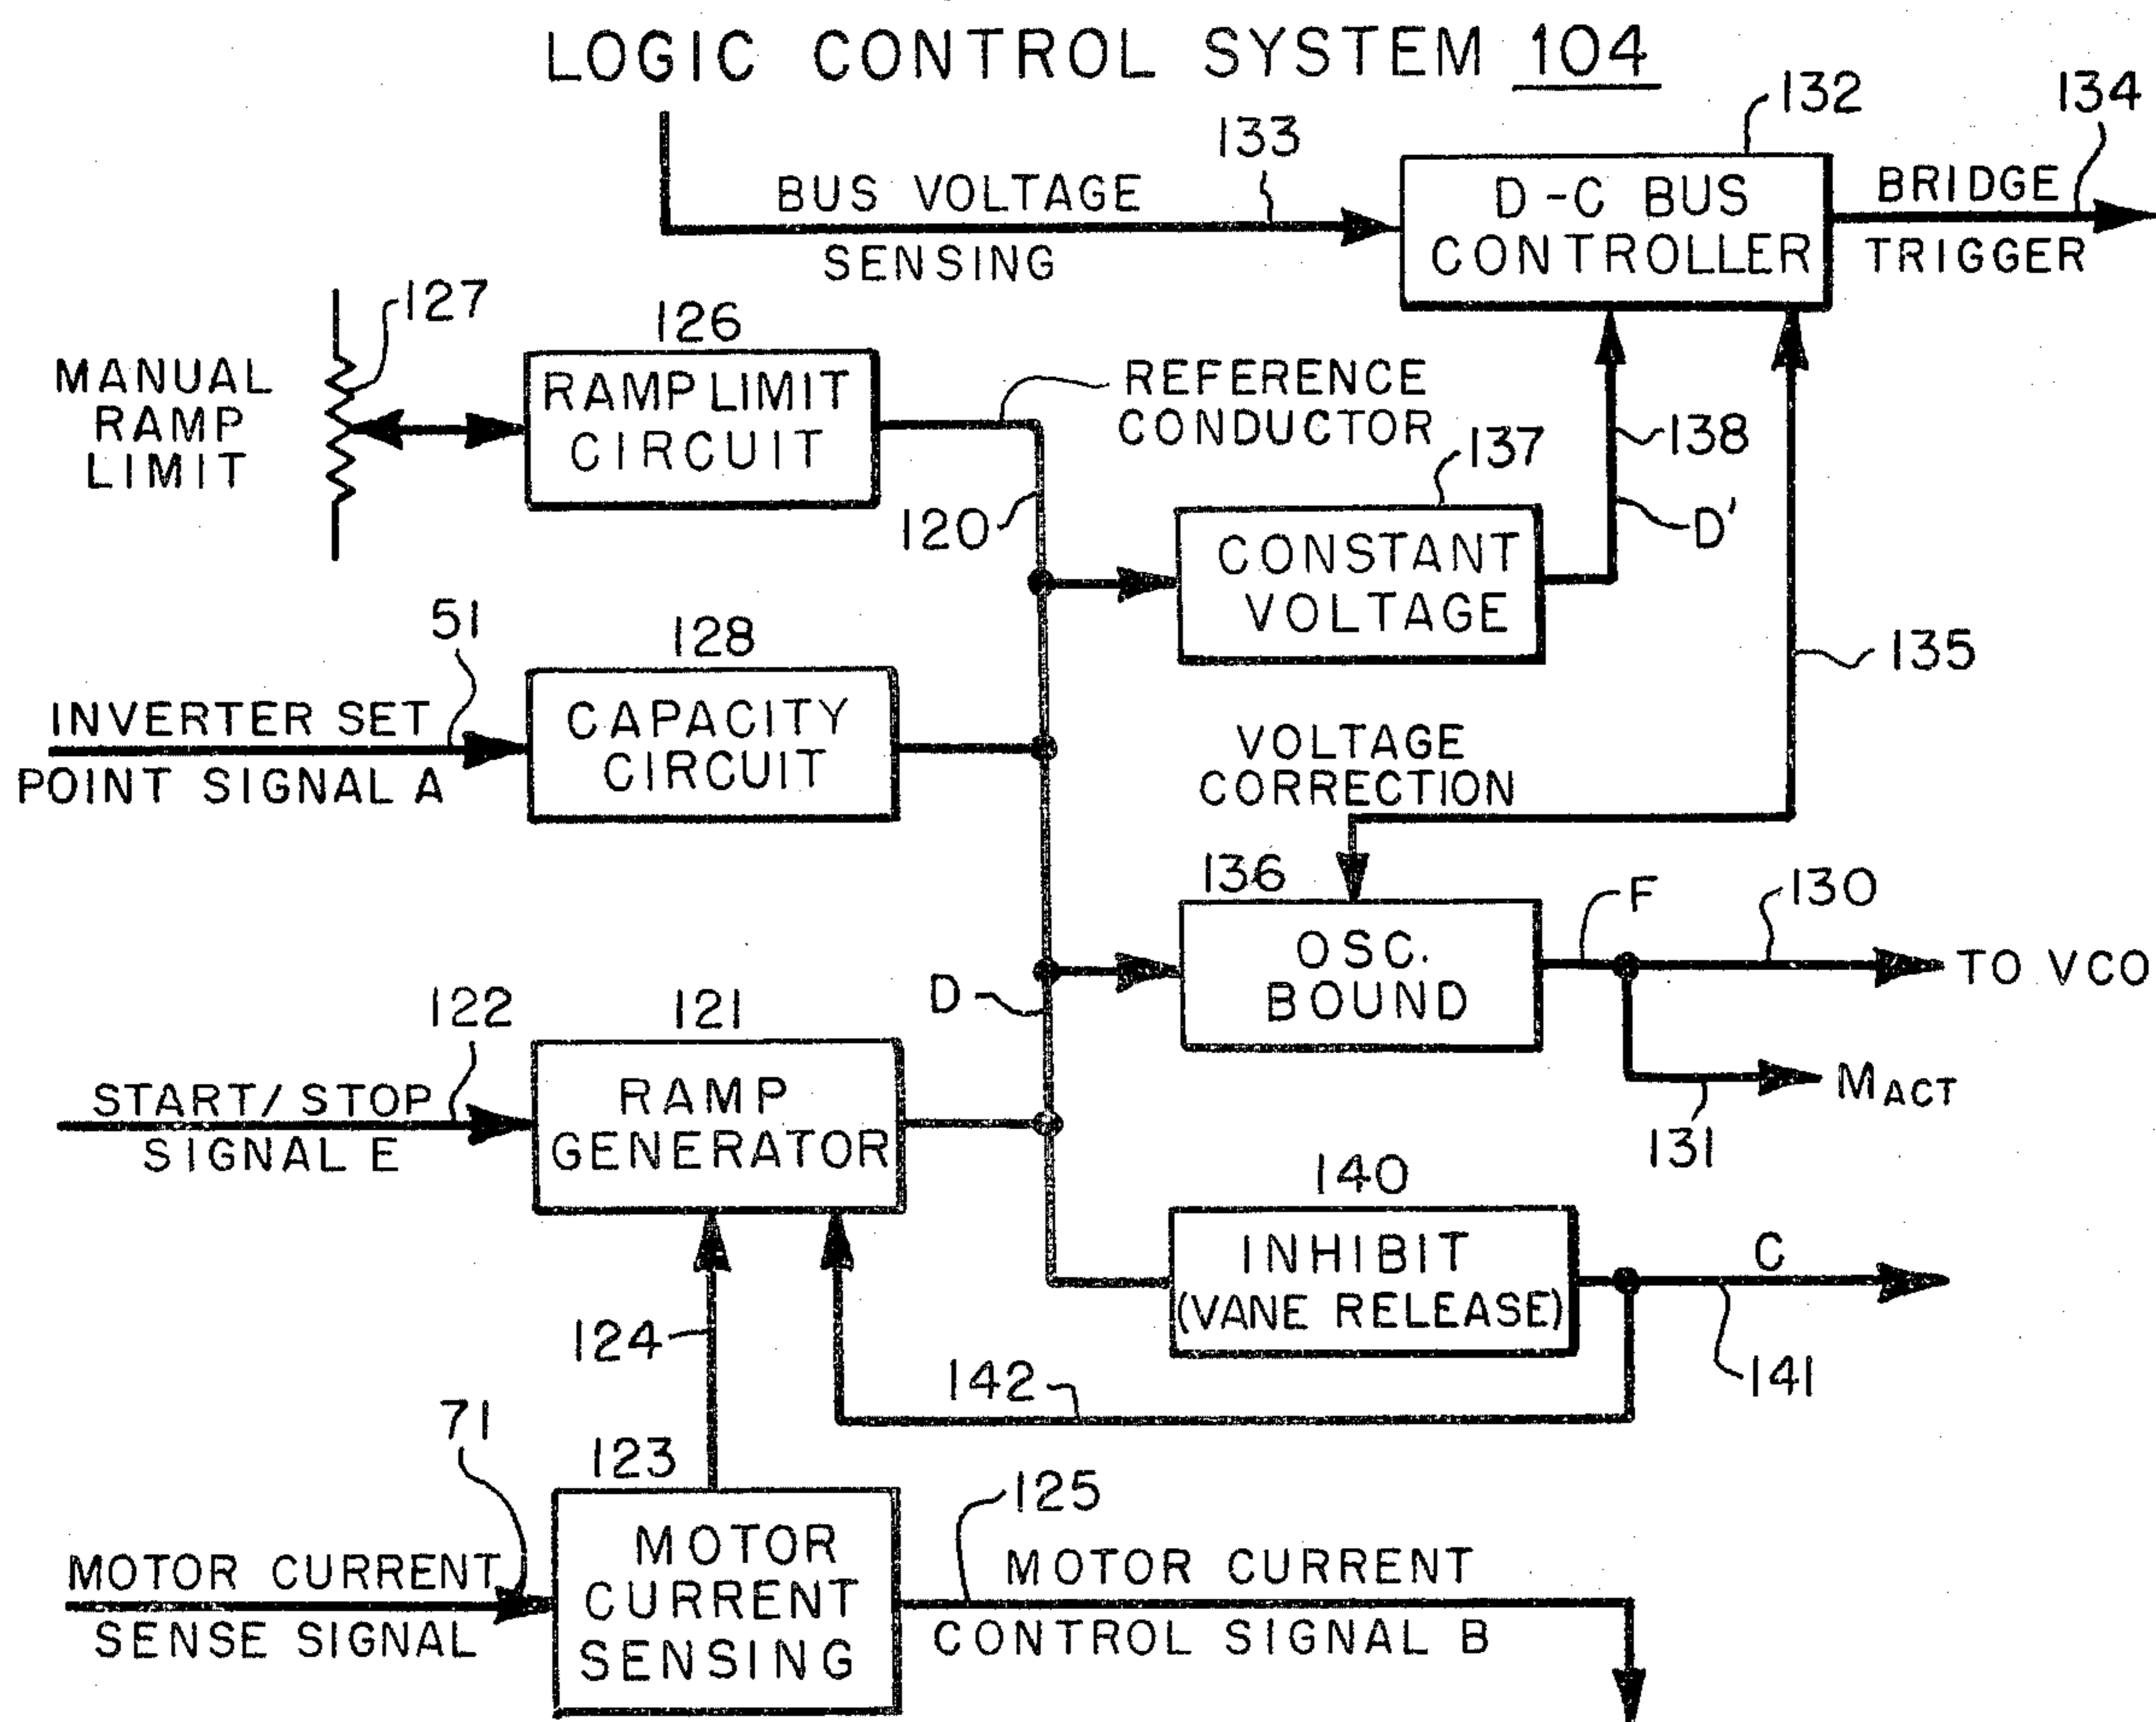 LOGIC CONTROL SYSTEM 104
132
134
133
BUS VOLTAGE
SENSING
D-C BUS
CONTROLLER
BRIDGE
TRIGGER
127
126
MANUAL
RAMP
LIMIT
RAMP LIMIT
CIRCUIT
REFERENCE
CONDUCTOR
138
137
120
D'
CONSTANT
VOLTAGE
51
128
135
INVERTER SET
POINT SIGNAL A
CAPACITY
CIRCUIT
VOLTAGE
CORRECTION
136
F
130
OSC.
BOUND
TO VCO
D
122
121
START/STOP
SIGNAL E
RAMP
GENERATOR
MACT
131
140
INHIBIT
(VANE RELEASE)
C
124
142
141
71
123
125
MOTOR CURRENT
SENSE SIGNAL
MOTOR
CURRENT
SENSING
MOTOR CURRENT
CONTROL SIGNAL B